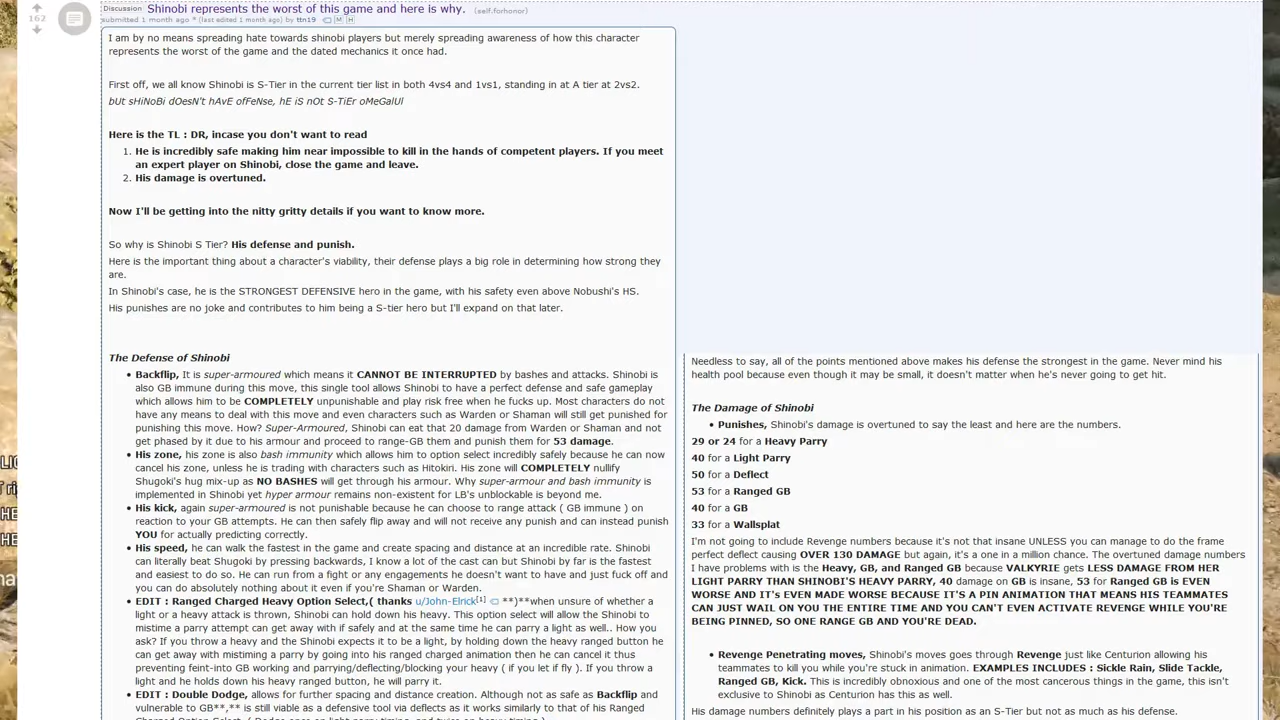 Discussion Shinobi represents the worst of this game and here is why. (self.forhonor)
162
submitted 1 month ago * (last edited 1 month ago) by ttn19 M H
I am by no means spreading hate towards shinobi players but merely spreading awareness of how this character
represents the worst of the game and the dated mechanics it once had.
First off, we all know Shinobi is S-Tier in the current tier list in both 4vs4 and 1vs1, standing in at A tier at 2vs2.
bUt sHiNoBi dOesN't hAvE ofFeNse, hE iS nOt S-TiEr oMeGalUl
Here is the TL : DR, incase you don't want to read
1. He is incredibly safe making him near impossible to kill in the hands of competent players. If you meet
an expert player on Shinobi, close the game and leave.
2. His damage is overtuned.
Now I'll be getting into the nitty gritty details if you want to know more.
So why is Shinobi S Tier? His defense and punish.
Here is the important thing about a character's viability, their defense plays a big role in determining how strong they
are.
In Shinobi's case, he is the STRONGEST DEFENSIVE hero in the game, with his safety even above Nobushi's HS.
His punishes are no joke and contributes to him being a S-tier hero but I'll expand on that later.
The Defense of Shinobi
• Backflip, It is super-armoured which means it CANNOT BE INTERRUPTED by bashes and attacks. Shinobi is
also GB immune during this move, this single tool allows Shinobi to have a perfect defense and safe gameplay
which allows him to be COMPLETELY unpunishable and play risk free when he fucks up. Most characters do not
have any means to deal with this move and even characters such as Warden or Shaman will still get punished for
punishing this move. How? Super-Armoured, Shinobi can eat that 20 damage from Warden or Shaman and not
get phased by it due to his armour and proceed to range-GB them and punish them for 53 damage.
• His zone, his zone is also bash immunity which allows him to option select incredibly safely because he can now
cancel his zone, unless he is trading with characters such as Hitokiri. His zone will COMPLETELY nullify
Shugoki's hug mix-up as NO BASHES will get through his armour. Why super-armour and bash immunity is
implemented in Shinobi yet hyper armour remains non-existent for LB's unblockable is beyond me.
• His kick, again super-armoured is not punishable because he can choose to range attack ( GB immune ) on
reaction to your GB attempts. He can then safely flip away and will not receive any punish and can instead punish
YOU for actually predicting correctly.
• His speed, he can walk the fastest in the game and create spacing and distance at an incredible rate. Shinobi
can literally beat Shugoki by pressing backwards, I know a lot of the cast can but Shinobi by far is the fastest
and easiest to do so. He can run from a fight or any engagements he doesn't want to have and just fuck off and
you can do absolutely nothing about it even if you're Shaman or Warden.
• EDIT : Ranged Charged Heavy Option Select,( thanks u/John-Elrick[1] **)**when unsure of whether a
light or a heavy attack is thrown, Shinobi can hold down his heavy. This option select will allow the Shinobi to
mistime a parry attempt can get away with if safely and at the same time he can parry a light as well.. How you
ask? If you throw a heavy and the Shinobi expects it to be a light, by holding down the heavy ranged button he
can get away with mistiming a parry by going into his ranged charged animation then he can cancel it thus
preventing feint-into GB working and parrying/deflecting/blocking your heavy ( if you let if fly ). If you throw a
light and he holds down his heavy ranged button, he will parry it.
• EDIT : Double Dodge, allows for further spacing and distance creation. Although not as safe as Backflip and
vulnerable to GB**,** is still viable as a defensive tool via deflects as it works similarly to that of his Ranged
Charged Option Select. ( Dodge once on light parry timing, and twice on heavy timing )
Needless to say, all of the points mentioned above makes his defense the strongest in the game. Never mind his
health pool because even though it may be small, it doesn't matter when he's never going to get hit.
The Damage of Shinobi
• Punishes, Shinobi's damage is overtuned to say the least and here are the numbers.
29 or 24 for a Heavy Parry
40 for a Light Parry
50 for a Deflect
53 for a Ranged GB
40 for a GB
33 for a Wallsplat
I'm not going to include Revenge numbers because it's not that insane UNLESS you can manage to do the frame
perfect deflect causing OVER 130 DAMAGE but again, it's a one in a million chance. The overtuned damage numbers
I have problems with is the Heavy, GB, and Ranged GB because VALKYRIE gets LESS DAMAGE FROM HER
LIGHT PARRY THAN SHINOBI'S HEAVY PARRY, 40 damage on GB is insane, 53 for Ranged GB is EVEN
WORSE AND IT'S EVEN MADE WORSE BECAUSE IT'S A PIN ANIMATION THAT MEANS HIS TEAMMATES
CAN JUST WAIL ON YOU THE ENTIRE TIME AND YOU CAN'T EVEN ACTIVATE REVENGE WHILE YOU'RE
BEING PINNED, SO ONE RANGE GB AND YOU'RE DEAD.
• Revenge Penetrating moves, Shinobi's moves goes through Revenge just like Centurion allowing his
teammates to kill you while you're stuck in animation. EXAMPLES INCLUDE : Sickle Rain, Slide Tackle,
Ranged GB, Kick. This is incredibly obnoxious and one of the most cancerous things in the game, this isn't
exclusive to Shinobi as Centurion has this as well.
His damage numbers definitely plays a part in his position as an S-Tier but not as much as his defense.